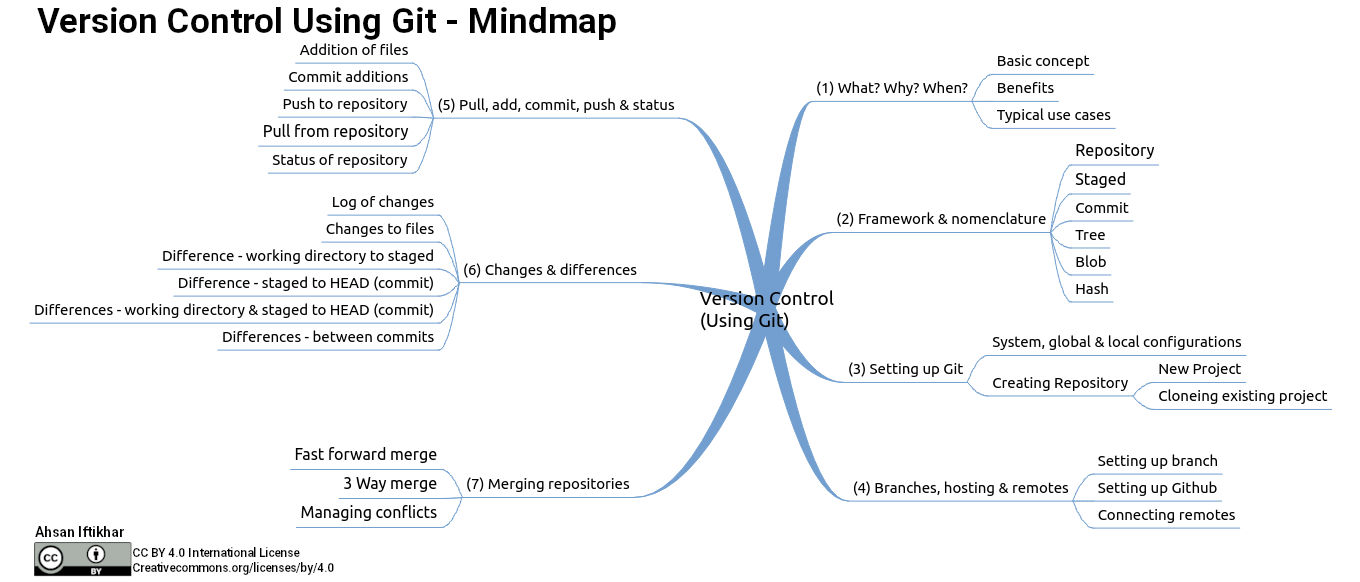 Version Control Using Git - Mindmap
Version Control
(Using Git)
(1) What? Why? When?
Basic concept
Benefits
Typical use cases
(2) Framework & nomenclature
Repository
Staged
Commit
Tree
Blob
Hash
(3) Setting up Git
System, global & local configurations
Creating Repository
New Project
Cloneing existing project
(4) Branches, hosting & remotes
Setting up branch
Setting up Github
Connecting remotes
(5) Pull, add, commit, push & status
Addition of files
Commit additions
Push to repository
Pull from repository
Status of repository
(6) Changes & differences
Log of changes
Changes to files
Difference - working directory to staged
Difference - staged to HEAD (commit)
Differences - working directory & staged to HEAD (commit)
Differences - between commits
(7) Merging repositories
Fast forward merge
3 Way merge
Managing conflicts
Ahsan Iftikhar
CC
BY
CC BY 4.0 International License
Creativecommons.org/licenses/by/4.0